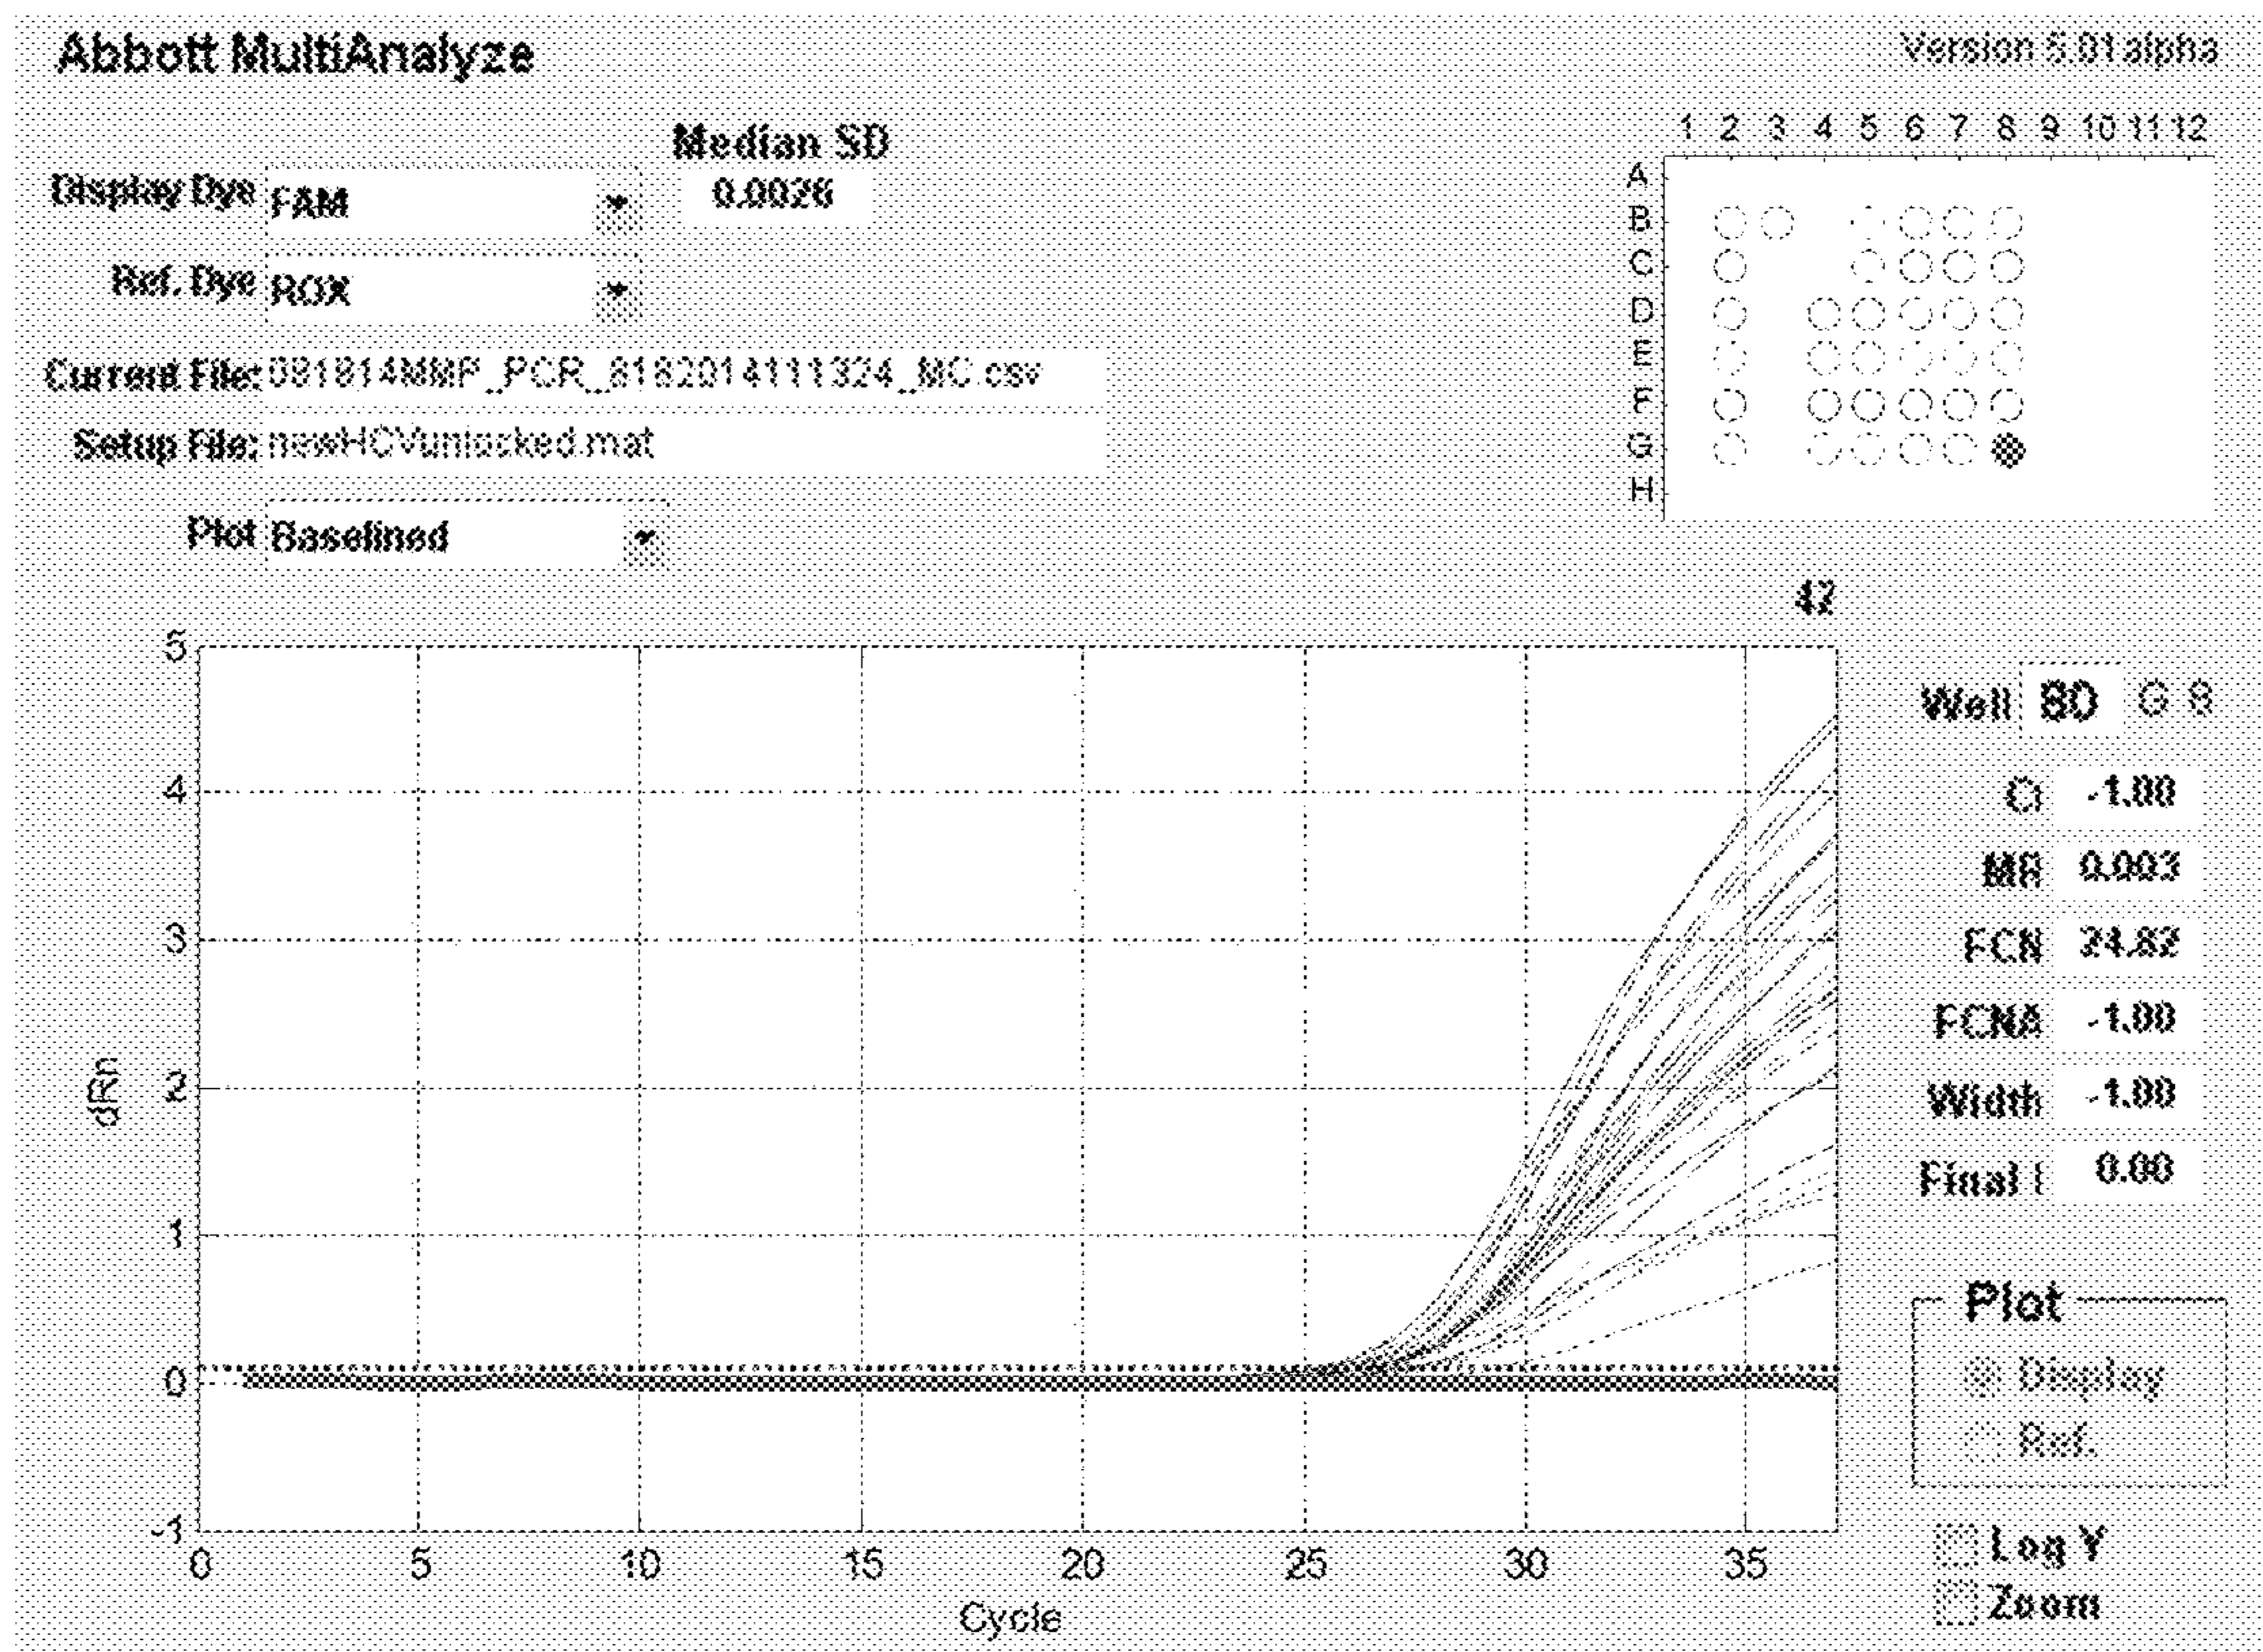 Abbott MultiAnalyze
Version 5.01alpha
Median SD
Display Dye FAM 0.0026
Ref. Dye ROX
Current File: 081814MMP_PCR_8182014111324_MC.csv
Setup File: newHCVunlocked.mat
Plot Baselined
1 2 3 4 5 6 7 8 9 10 11 12
A
B
C
D
E
F
G
H
42
Well 80 G 8
-1.00
MR 0.003
FCN 24.82
FCNA -1.00
Width -1.00
Final I 0.00
Plot
Display
Ref.
Log Y
Zoom
5
4
3
2
1
0
-1
dRn
0 5 10 15 20 25 30 35
Cycle